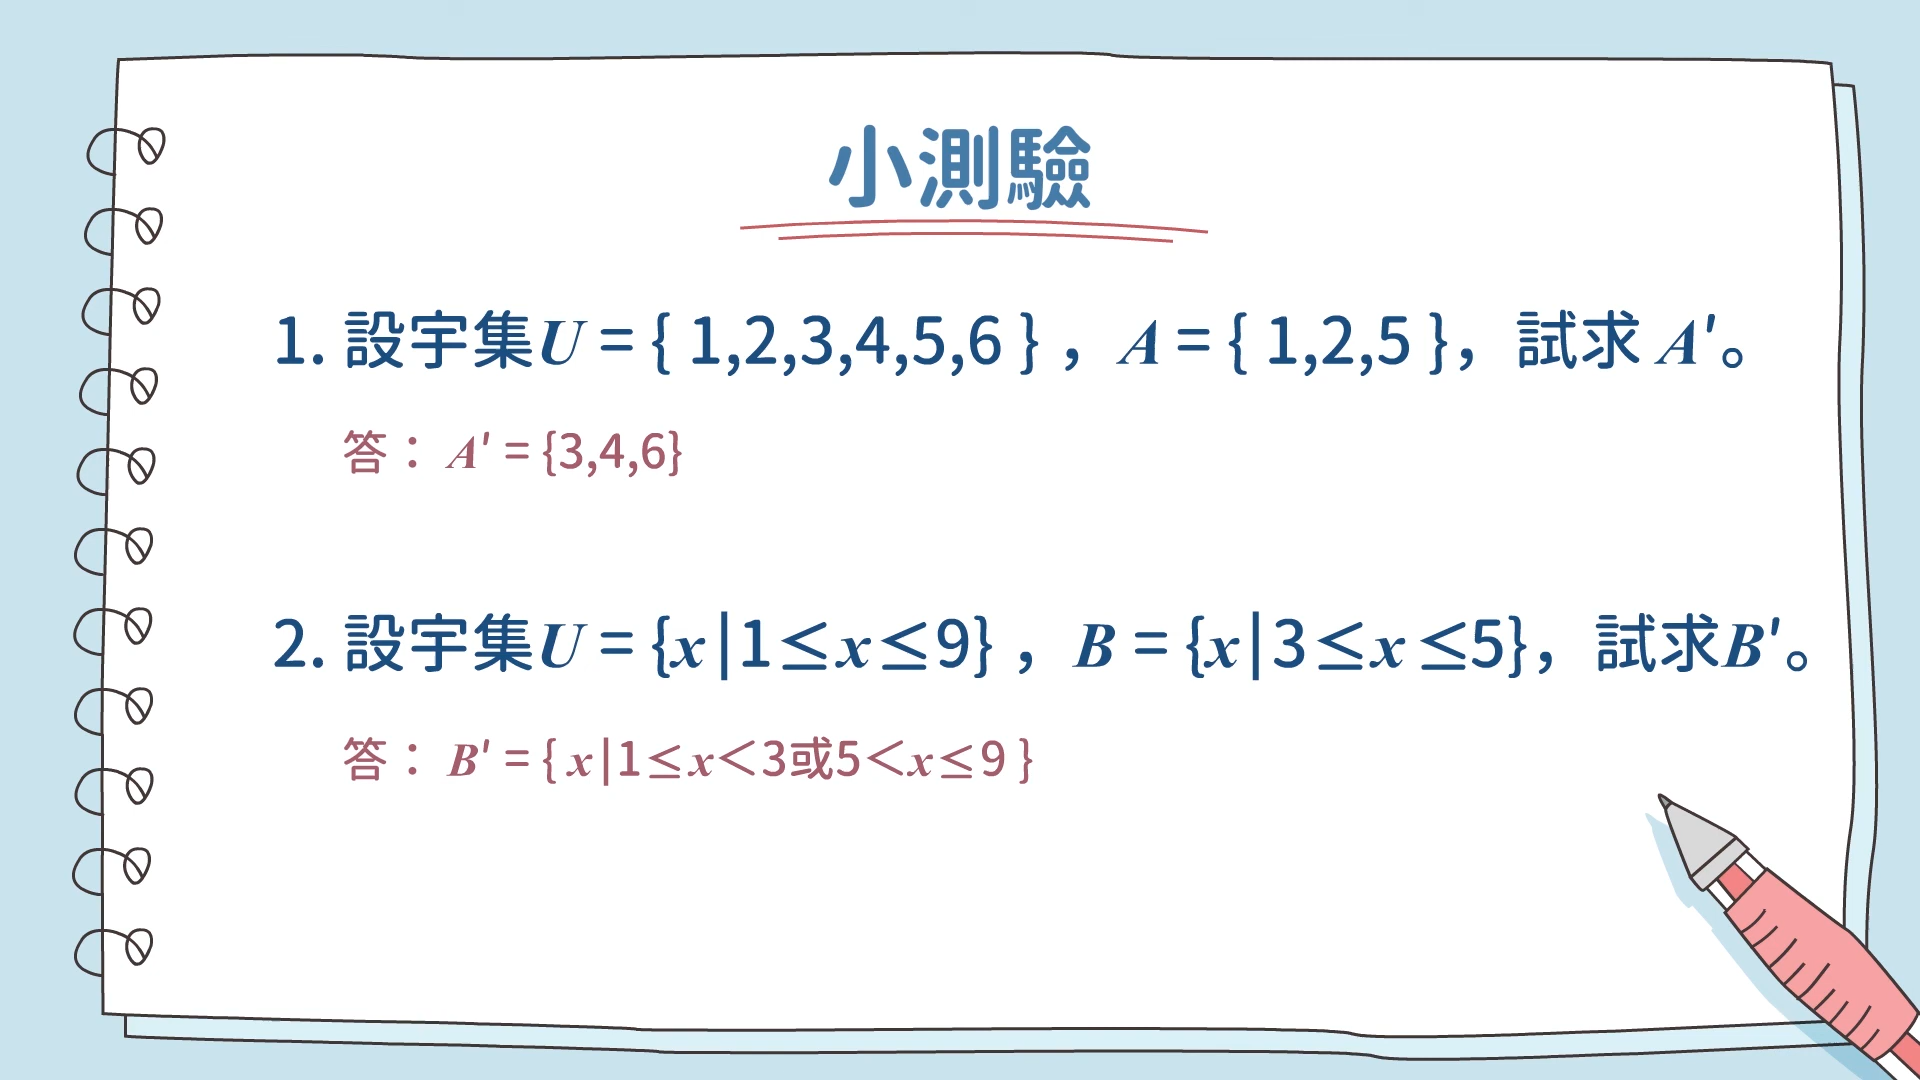 小測驗
1. 設宇集U = { 1,2,3,4,5,6 }，A = { 1,2,5 }，試求 A′。
答： A′ = {3,4,6}
2. 設宇集U = {x|1≤x≤9}，B = {x|3≤x ≤5}，試求B′。
答： B′ = { x|1≤x＜3或5＜x≤9 }